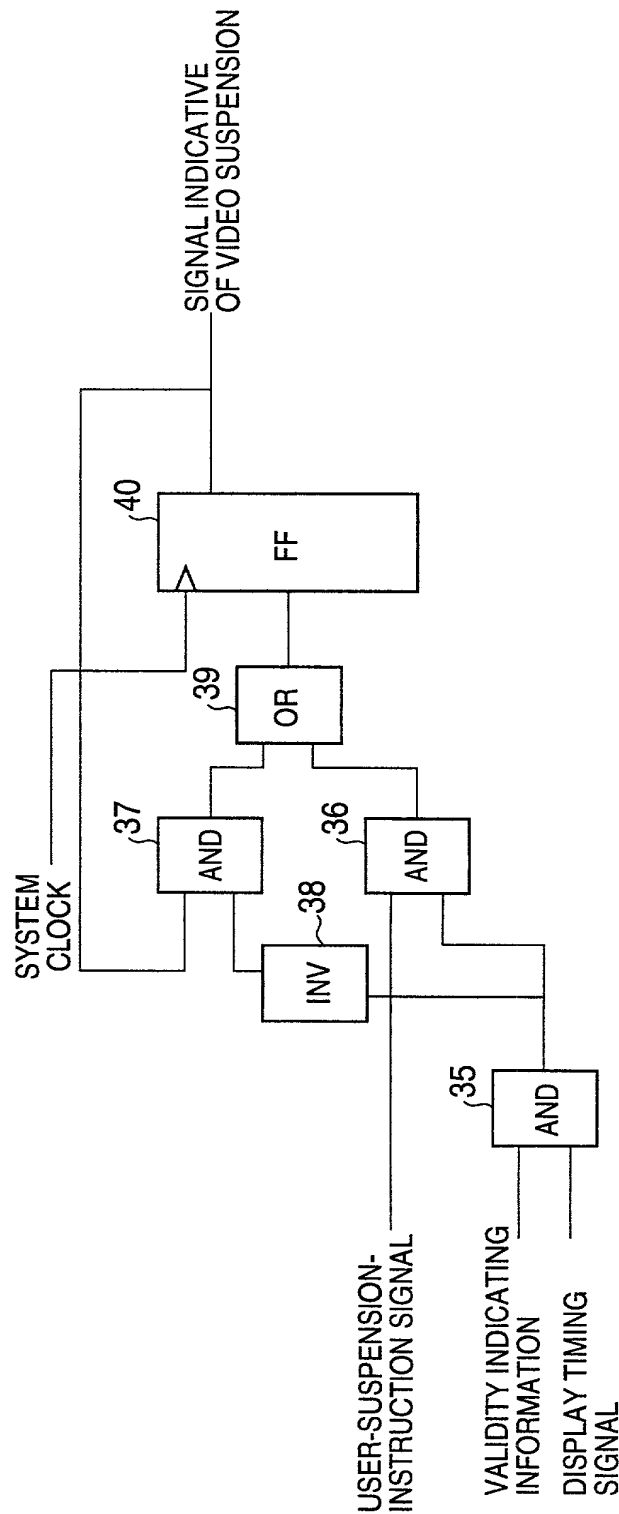 SYSTEM
CLOCK
SIGNAL INDICATIVE
OF VIDEO SUSPENSION
40
FF
39
OR
37
AND
36
AND
38
INV
35
AND
USER-SUSPENSION-
INSTRUCTION SIGNAL
VALIDITY INDICATING
INFORMATION
DISPLAY TIMING
SIGNAL